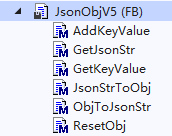 JsonObjV5 (FB)
AddKeyValue
GetJsonStr
GetKeyValue
JsonStrToObj
ObjToJsonStr
ResetObj